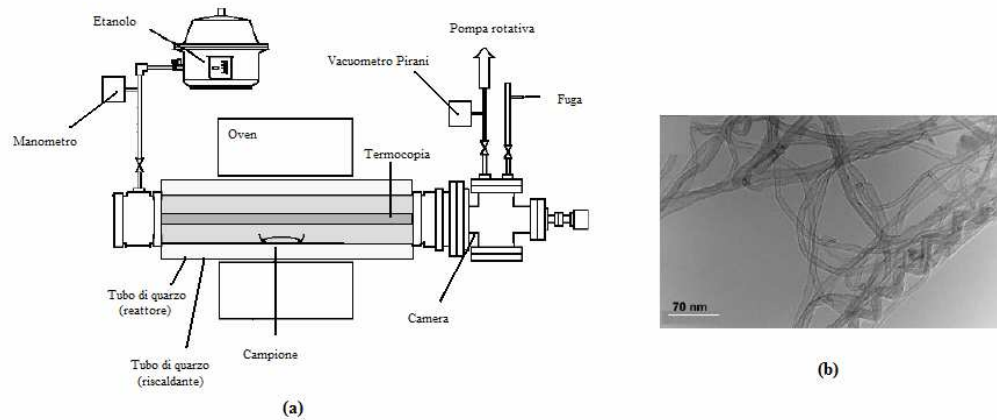 Etanolo
Pompa rotativa
Vacuometro Pirani
Fuga
Manometro
Oven
Termocopia
Tubo di quarzo
(reattore)
Camera
Campione
Tubo di quarzo
(riscaldante)
(a)
70 nm
(b)